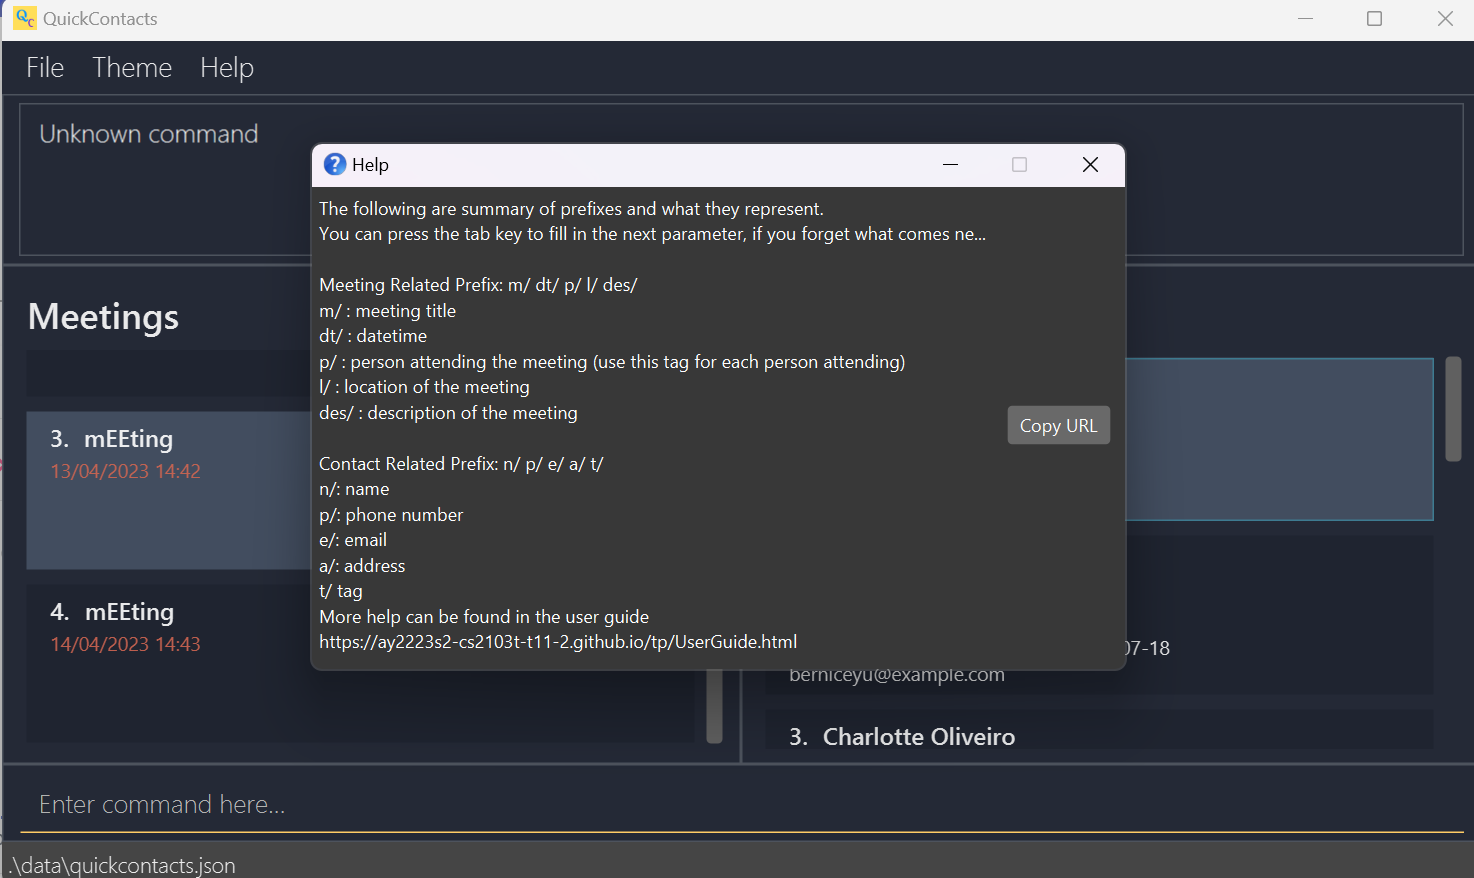 QuickContacts
File Theme Help
Unknown command
Help
The following are summary of prefixes and what they represent.
You can press the tab key to fill in the next parameter, if you forget what comes ne...
Meeting Related Prefix: m/ dt/ p/ l/ des/
m/ : meeting title
dt/ : datetime
p/ : person attending the meeting (use this tag for each person attending)
l/ : location of the meeting
des/ : description of the meeting
Copy URL
Contact Related Prefix: n/ p/ e/ a/ t/
n/: name
p/: phone number
e/: email
a/: address
t/ tag
More help can be found in the user guide
https://ay2223s2-cs2103t-t11-2.github.io/tp/UserGuide.html
Meetings
3. mEEting
13/04/2023 14:42
4. mEEting
14/04/2023 14:43
07-18
berniceyu@example.com
3. Charlotte Oliveiro
Enter command here...
.\data\quickcontacts.json